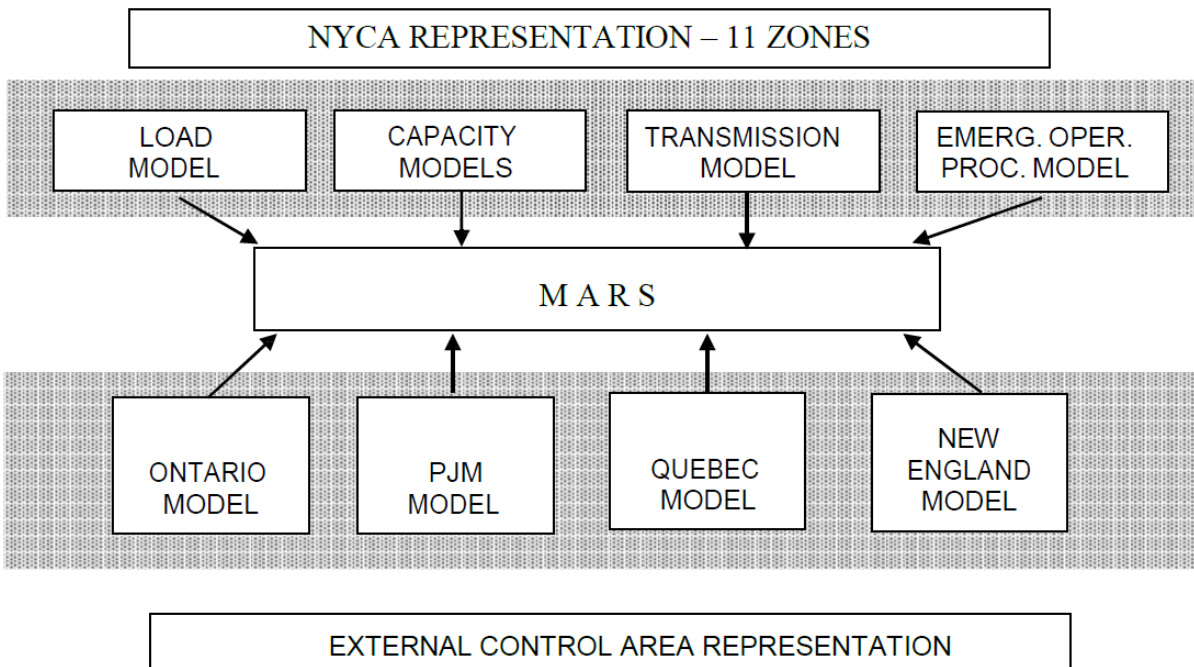 NYCA REPRESENTATION – 11 ZONES
LOAD
MODEL
CAPACITY
MODELS
TRANSMISSION
MODEL
EMERG. OPER.
PROC. MODEL
M A R S
ONTARIO
MODEL
PJM
MODEL
QUEBEC
MODEL
NEW
ENGLAND
MODEL
EXTERNAL CONTROL AREA REPRESENTATION